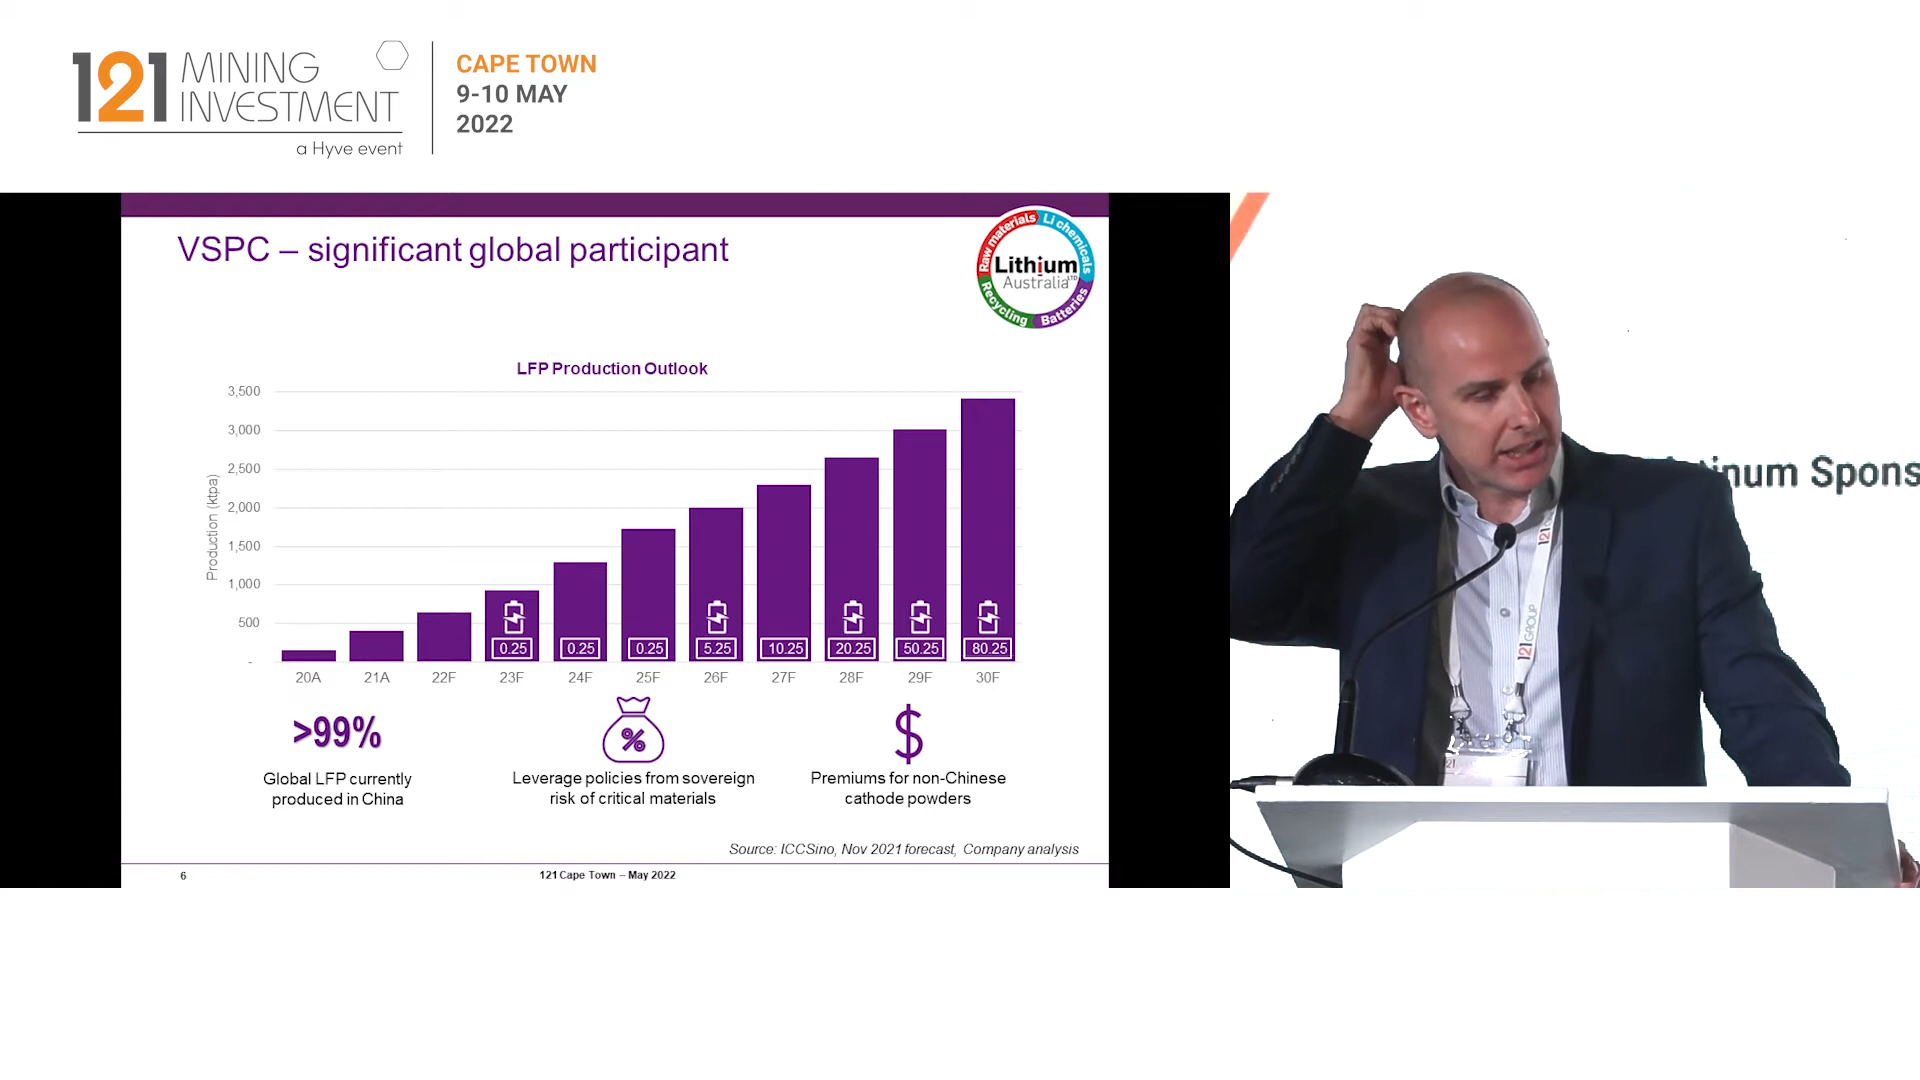 121 MINING
INVESTMENT
a Hyve event
CAPE TOWN
9-10 MAY
2022
VSPC – significant global participant
Raw materials
Li chemicals
Lithium
Australia LTD
Recycling
Batteries
LFP Production Outlook
Production (ktpa)
3,500
3,000
2,500
2,000
1,500
1,000
500
-
0.25 0.25 0.25 5.25 10.25 20.25 50.25 80.25
20A 21A 22F 23F 24F 25F 26F 27F 28F 29F 30F
>99%
Global LFP currently
produced in China
%
Leverage policies from sovereign
risk of critical materials
$
Premiums for non-Chinese
cathode powders
Source: ICCSino, Nov 2021 forecast, Company analysis
6
121 Cape Town – May 2022
Spons
121GROUP
121